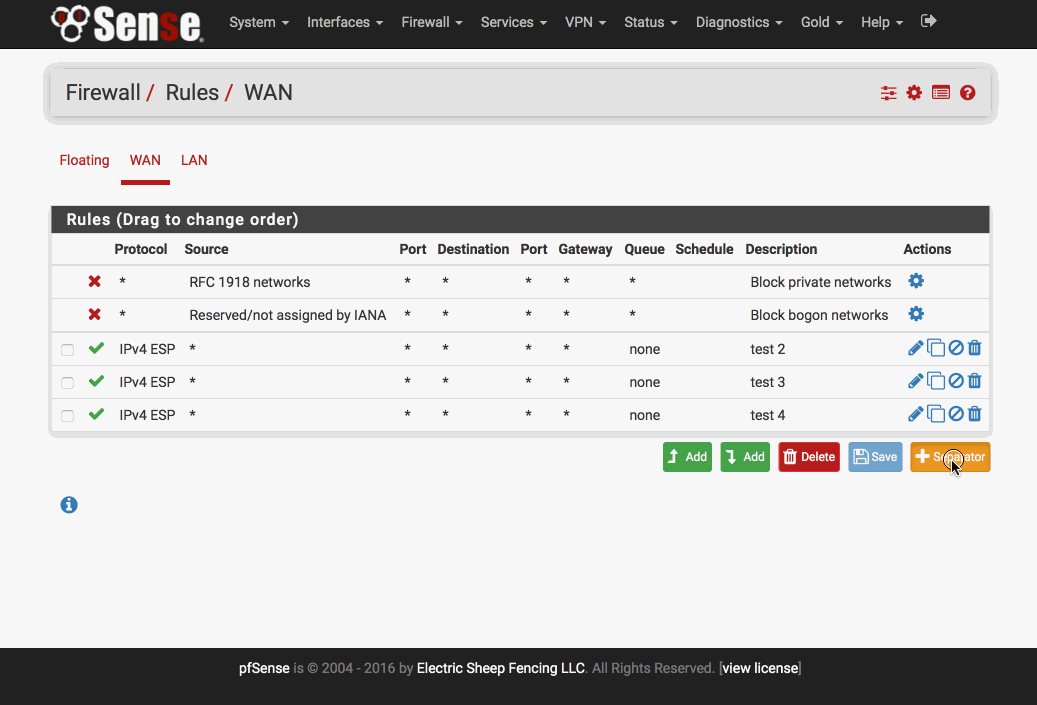 Sense System Interfaces Firewall Services VPN Status Diagnostics Gold Help
Firewall / Rules / WAN
Floating WAN LAN
Rules (Drag to change order)
Protocol Source Port Destination Port Gateway Queue Schedule Description Actions
* RFC 1918 networks * * * * * Block private networks
* Reserved/not assigned by IANA * * * * * Block bogon networks
IPv4 ESP * * * * * none test 2
IPv4 ESP * * * * * none test 3
IPv4 ESP * * * * * none test 4
Add Add Delete Save Separator
pfSense is © 2004 - 2016 by Electric Sheep Fencing LLC. All Rights Reserved. [view license]